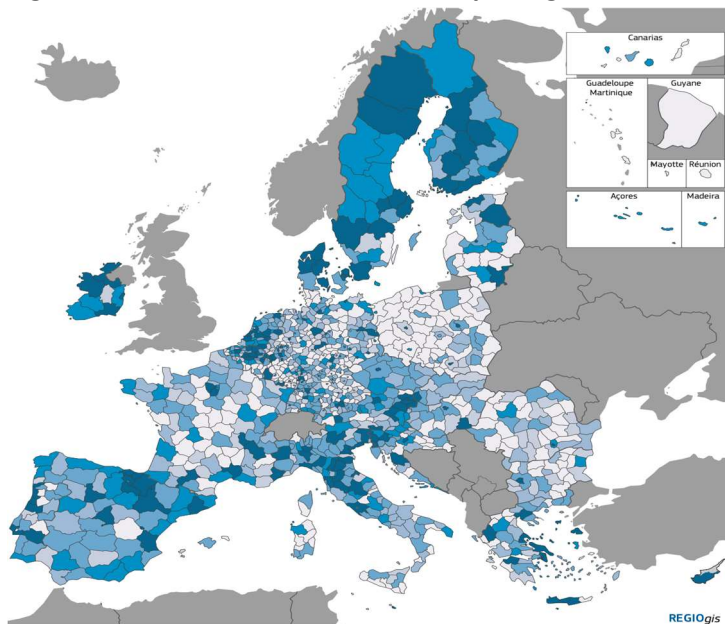 Canarias
Guadeloupe
Martinique
Guyane
Mayotte
Réunion
Açores
Madeira
REGIOgis